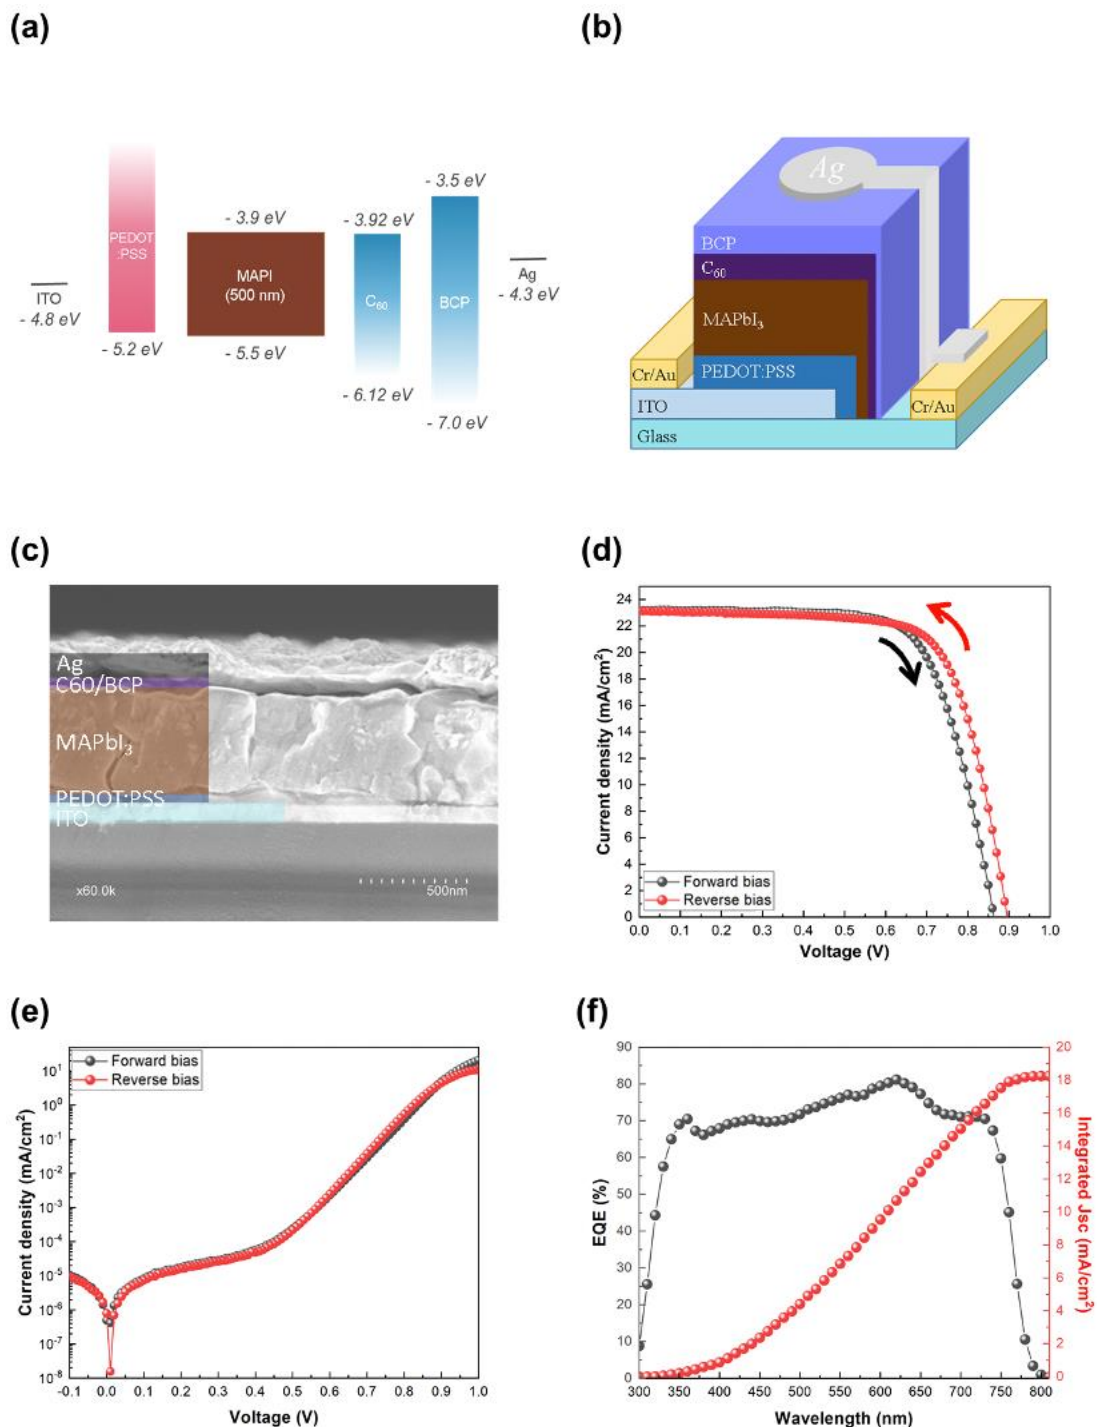 (a)
(b)
- 3.5 eV
- 3.9 eV
- 3.92 eV
PEDOT
:PSS
MAPI
(500 nm)
C60
BCP
ITO
- 4.8 eV
Ag
- 4.3 eV
- 5.2 eV
- 5.5 eV
- 6.12 eV
- 7.0 eV
Ag
BCP
C60
MAPbI3
PEDOT:PSS
Cr/Au
Cr/Au
ITO
Glass
(c)
(d)
Ag
C60/BCP
MAPbI3
PEDOT:PSS
ITO
x60.0k
500nm
Current density (mA/cm2)
24
22
20
18
16
14
12
10
8
6
4
2
0
Forward bias
Reverse bias
0.0 0.1 0.2 0.3 0.4 0.5 0.6 0.7 0.8 0.9 1.0
Voltage (V)
(e)
(f)
Forward bias
Reverse bias
Current density (mA/cm2)
10^1
10^0
10^-1
10^-2
10^-3
10^-4
10^-5
10^-6
10^-7
10^-8
-0.1 0.0 0.1 0.2 0.3 0.4 0.5 0.6 0.7 0.8 0.9 1.0
Voltage (V)
EQE (%)
90
80
70
60
50
40
30
20
10
0
Integrated Jsc (mA/cm2)
20
18
16
14
12
10
8
6
4
2
0
300 350 400 450 500 550 600 650 700 750 800
Wavelength (nm)